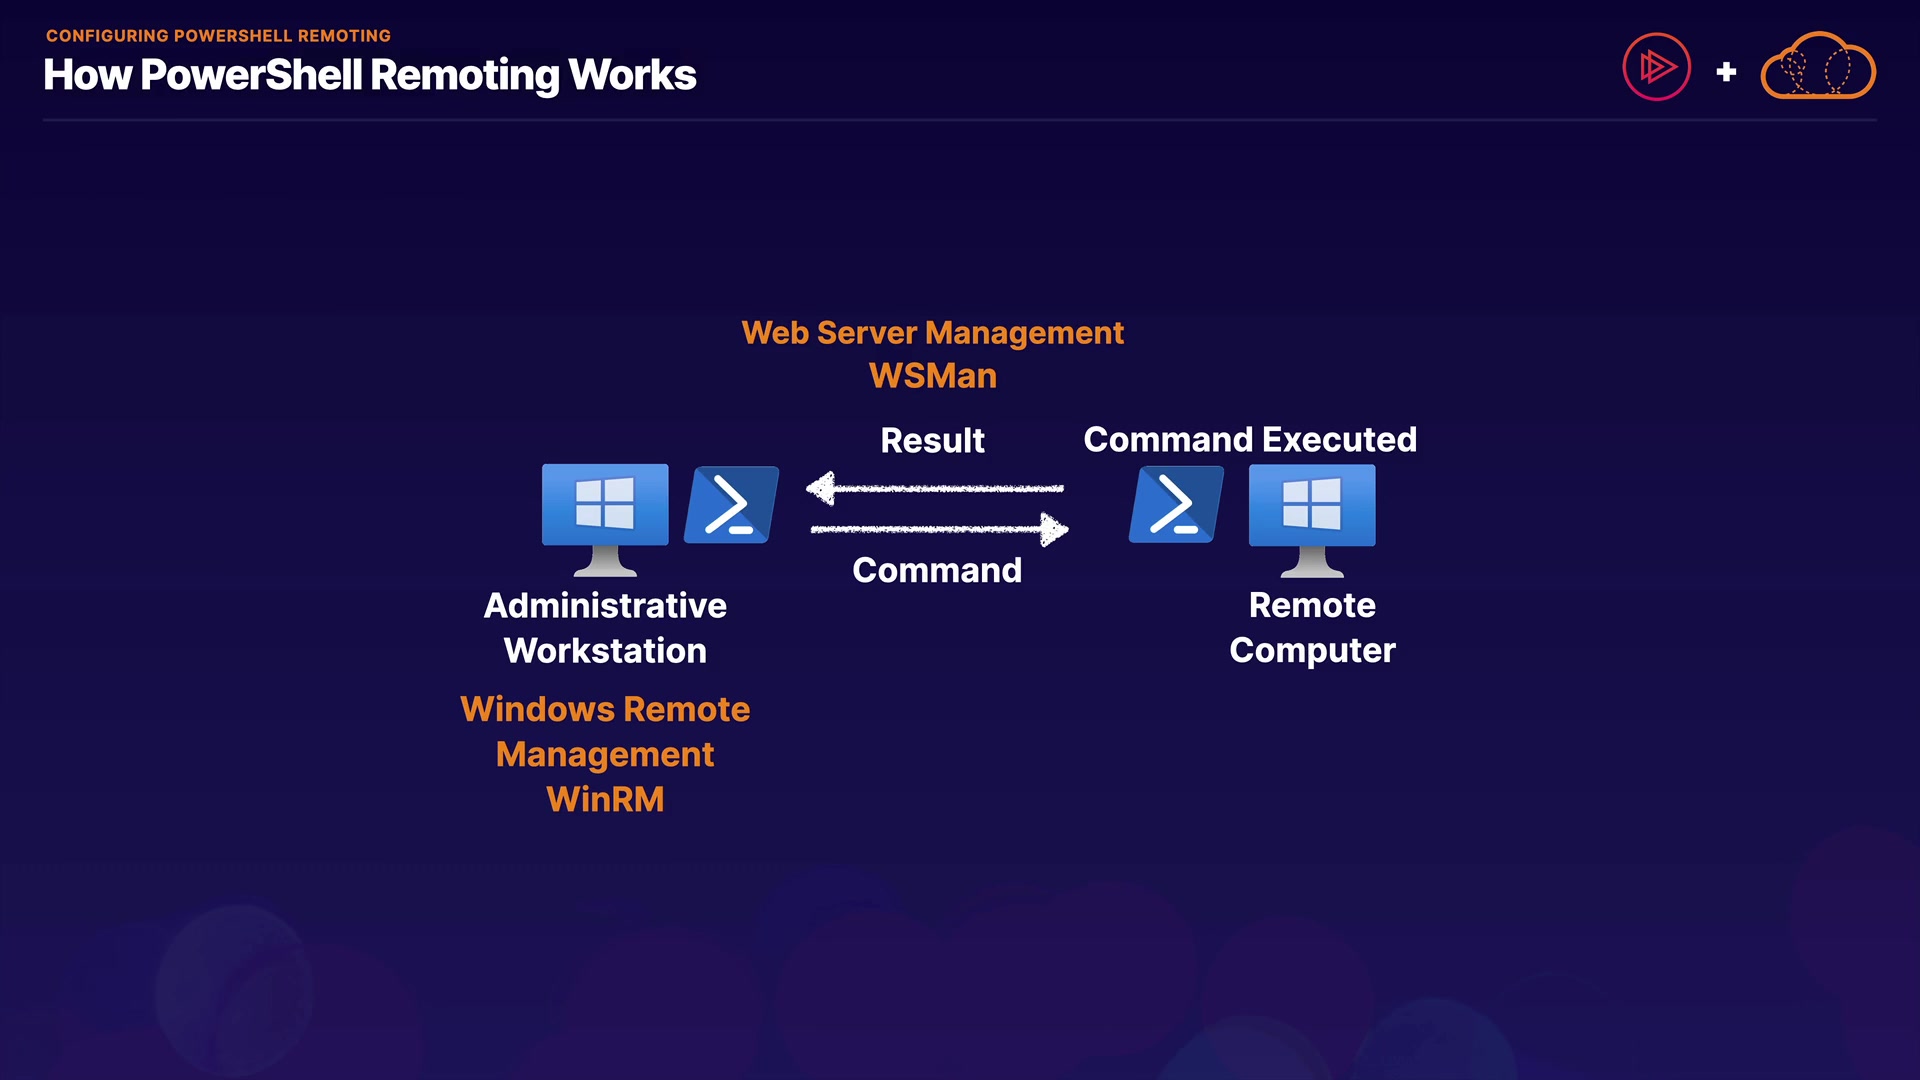 CONFIGURING POWERSHELL REMOTING
How PowerShell Remoting Works
Web Server Management
WSMan
Result
Command Executed
Command
Administrative
Workstation
Remote
Computer
Windows Remote
Management
WinRM